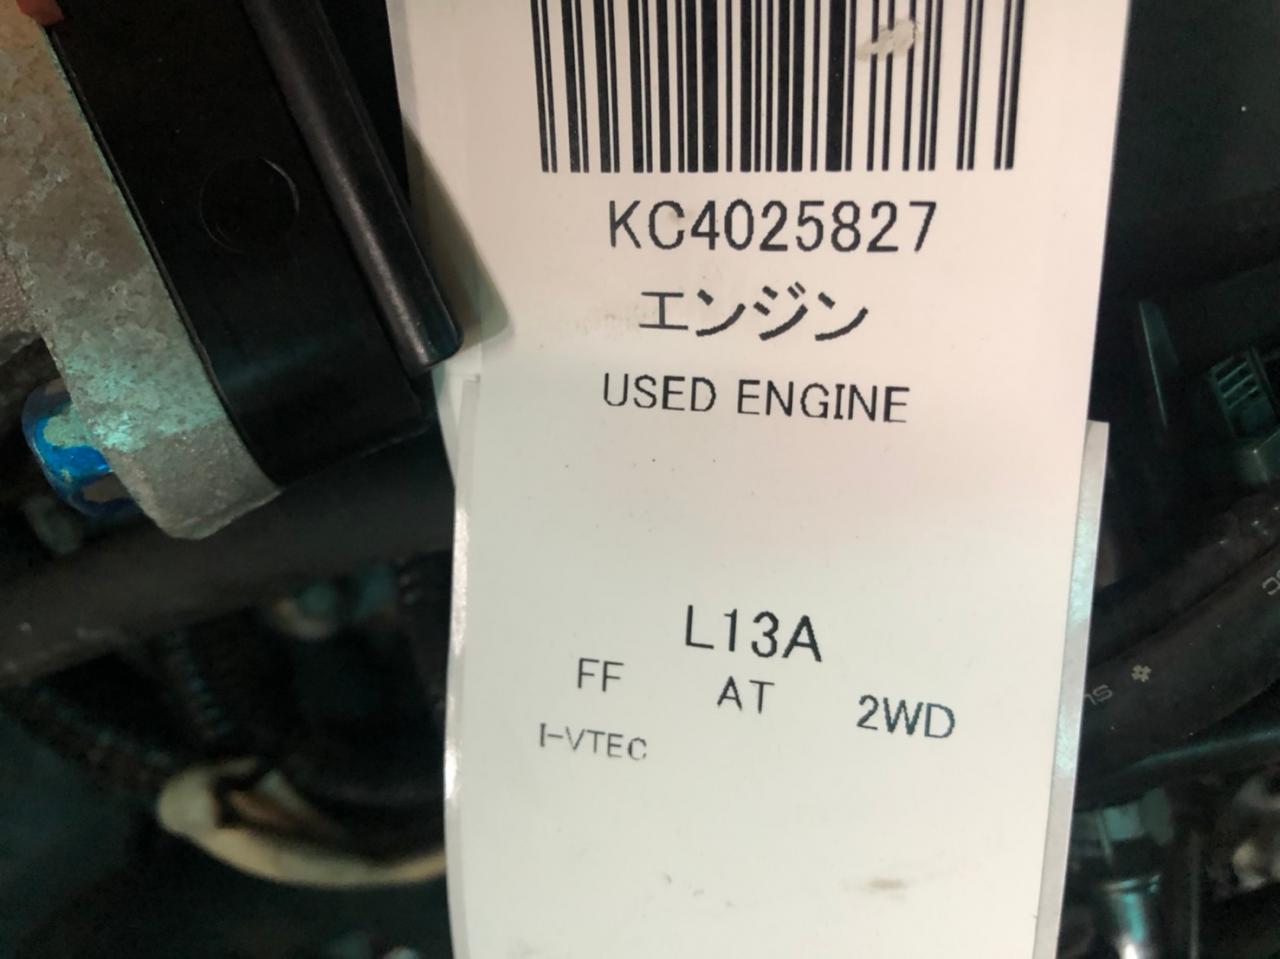 KC4025827
エンジン
USED ENGINE
L13A
FF AT 2WD
I-VTEC